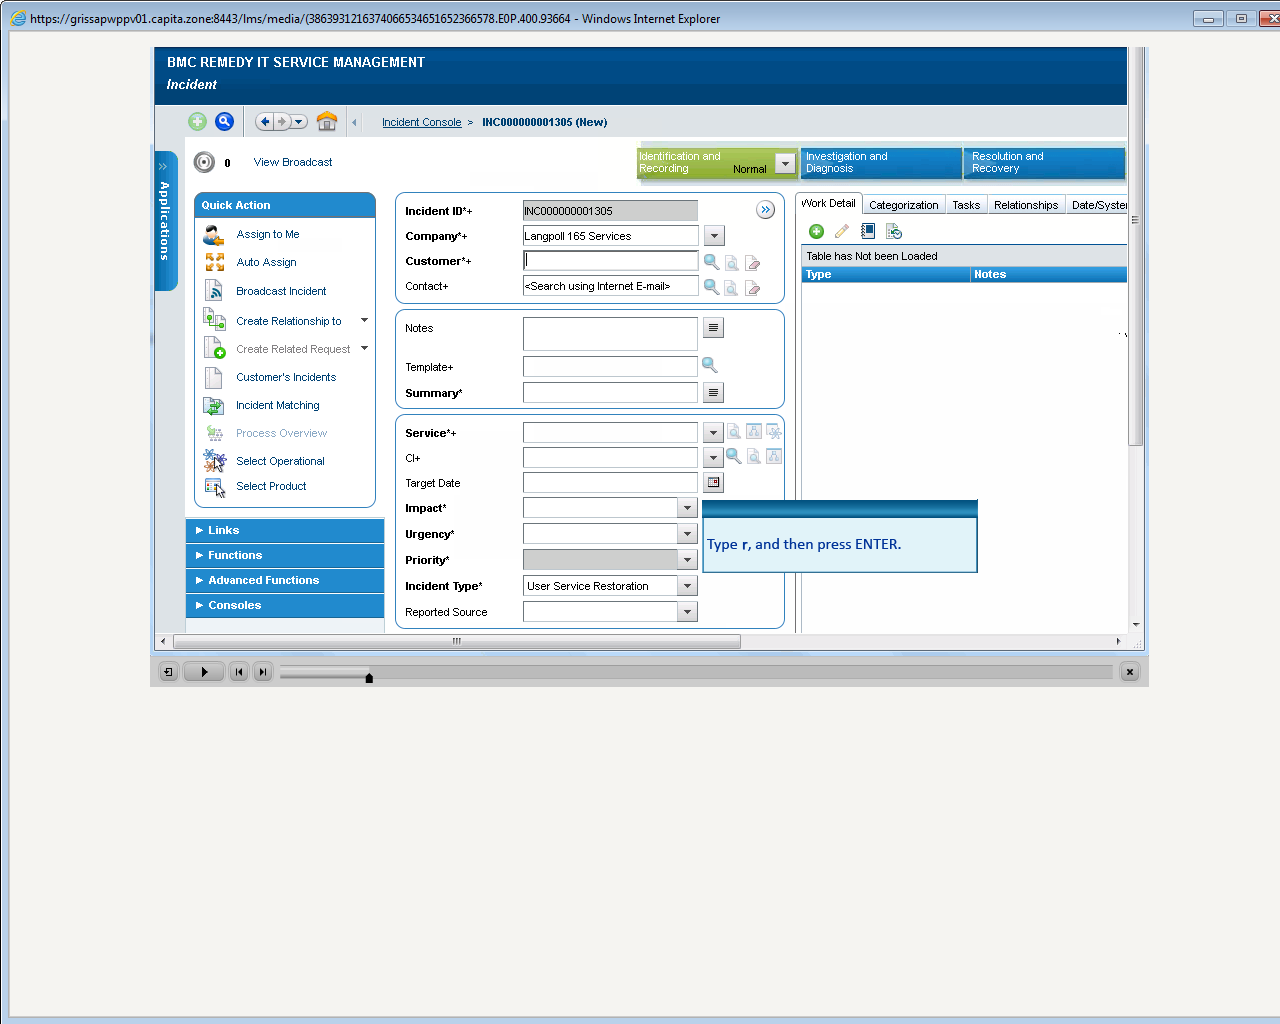 https://grissapwppv01.capita.zone:8443/lms/media/(3863931216374066534651652366578.E0P.400.93664 - Windows Internet Explorer
BMC REMEDY IT SERVICE MANAGEMENT
Incident
Incident Console > INC000000001305 (New)
0 View Broadcast
Identification and Recording Normal
Investigation and Diagnosis
Resolution and Recovery
Applications
Quick Action
Assign to Me
Auto Assign
Broadcast Incident
Create Relationship to
Create Related Request
Customer's Incidents
Incident Matching
Process Overview
Select Operational
Select Product
Links
Functions
Advanced Functions
Consoles
Incident ID*+ INC000000001305
Company*+ Langpoll 165 Services
Customer*+
Contact+ <Search using Internet E-mail>
Notes
Template+
Summary*
Service*+
CI+
Target Date
Impact*
Urgency*
Priority*
Incident Type* User Service Restoration
Reported Source
Work Detail Categorization Tasks Relationships Date/System
Table has Not been Loaded
Type Notes
Type r, and then press ENTER.